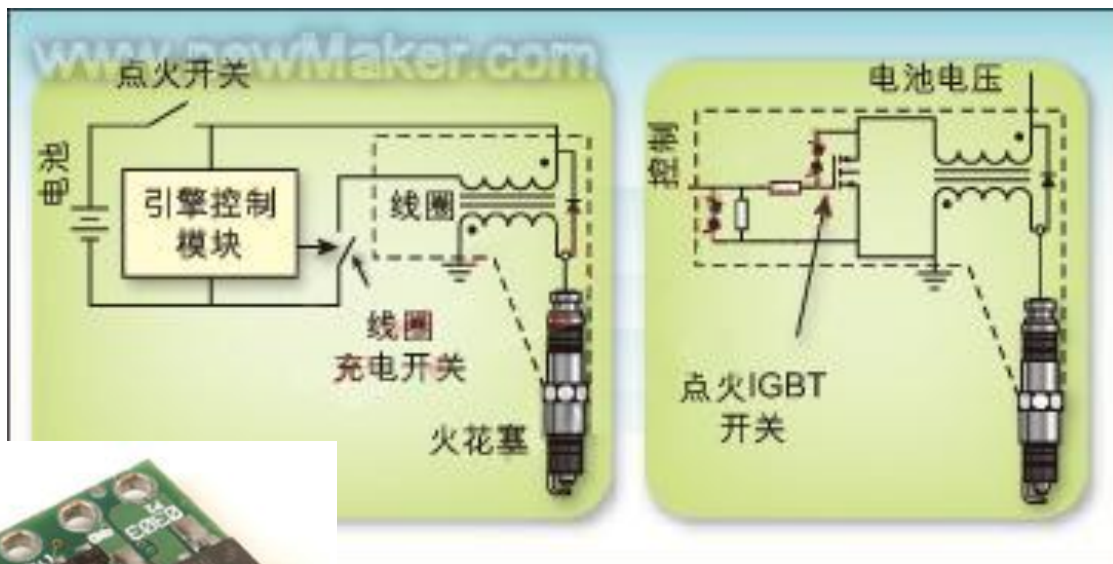 www.newMaker.com
点火开关
电池
引擎控制
模块
线圈
线圈
充电开关
火花塞
电池电压
控制
点火IGBT
开关